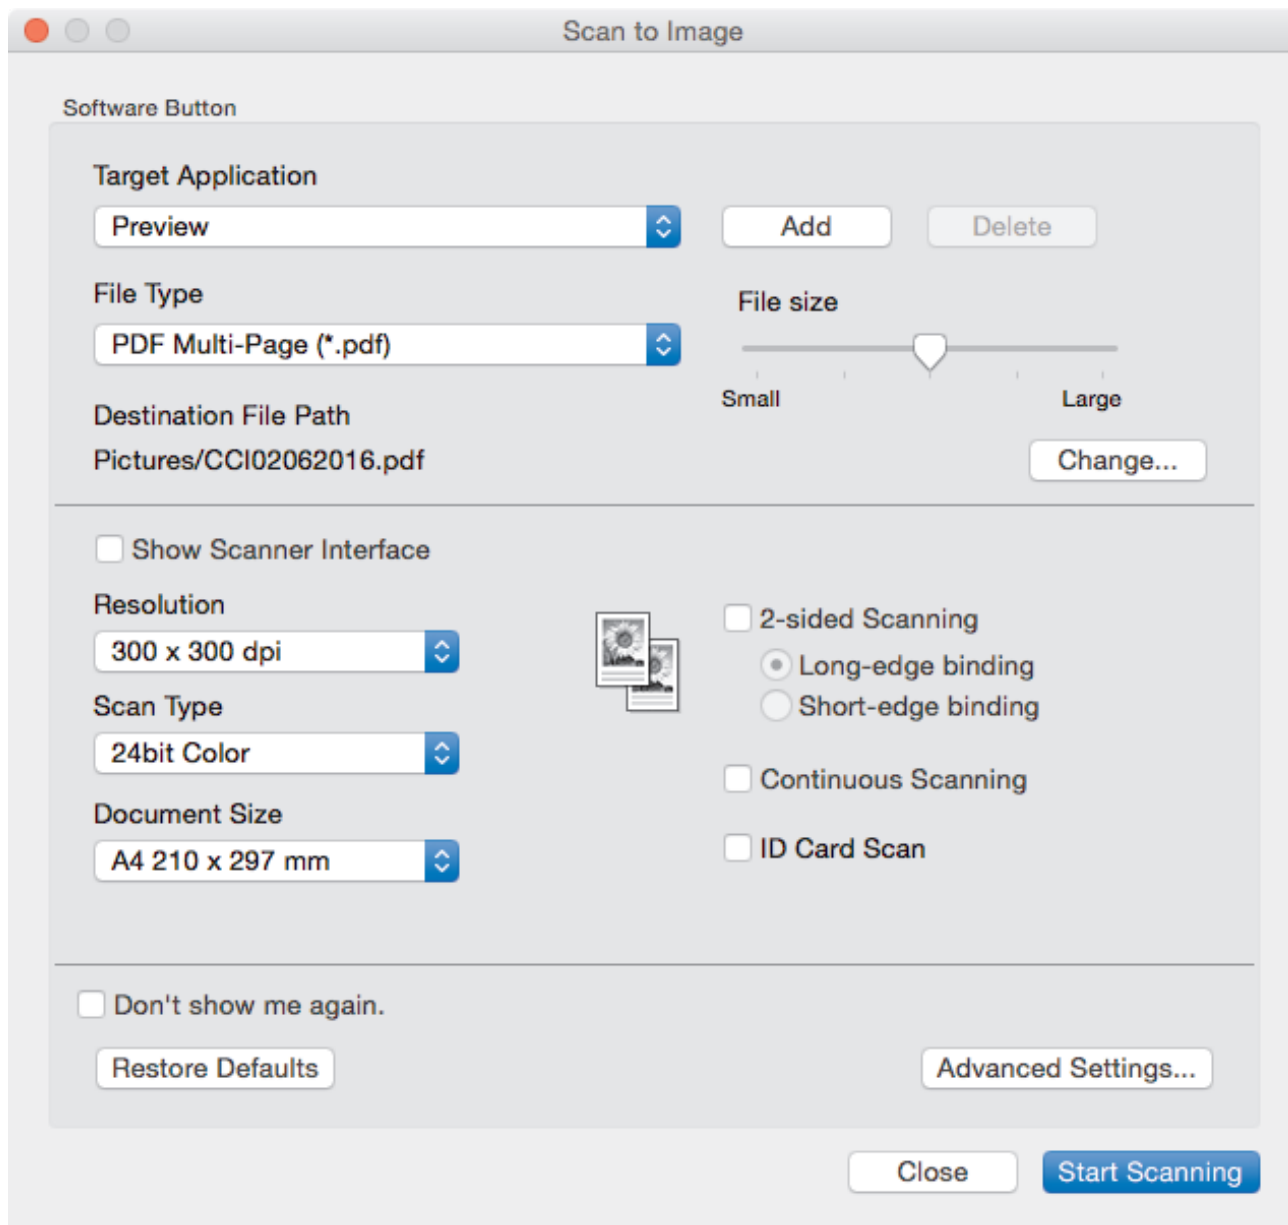 Scan to Image
Software Button
Target Application
Preview
Add
Delete
File Type
File size
PDF Multi-Page (*.pdf)
Small
Large
Destination File Path
Pictures/CCI02062016.pdf
Change...
Show Scanner Interface
Resolution
300 x 300 dpi
2-sided Scanning
Long-edge binding
Short-edge binding
Scan Type
24bit Color
Continuous Scanning
Document Size
A4 210 x 297 mm
ID Card Scan
Don't show me again.
Restore Defaults
Advanced Settings...
Close
Start Scanning